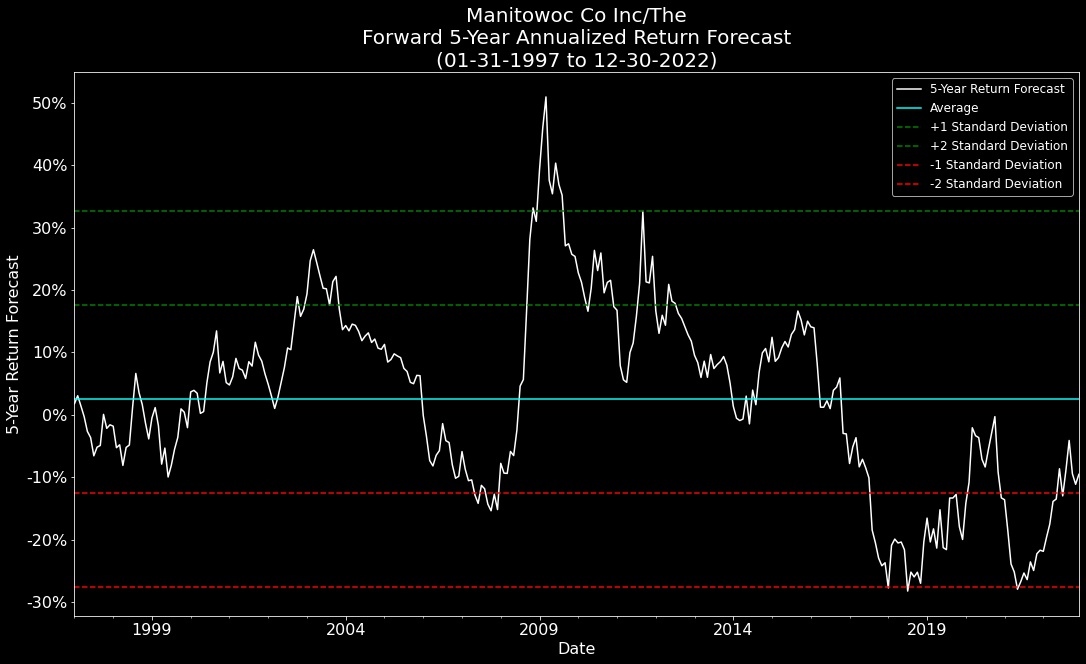 Manitowoc Co Inc/The
Forward 5-Year Annualized Return Forecast
(01-31-1997 to 12-30-2022)
5-Year Return Forecast
Average
+1 Standard Deviation
+2 Standard Deviation
-1 Standard Deviation
-2 Standard Deviation
5-Year Return Forecast
50%
40%
30%
20%
10%
0%
-10%
-20%
-30%
1999
2004
2009
2014
2019
Date